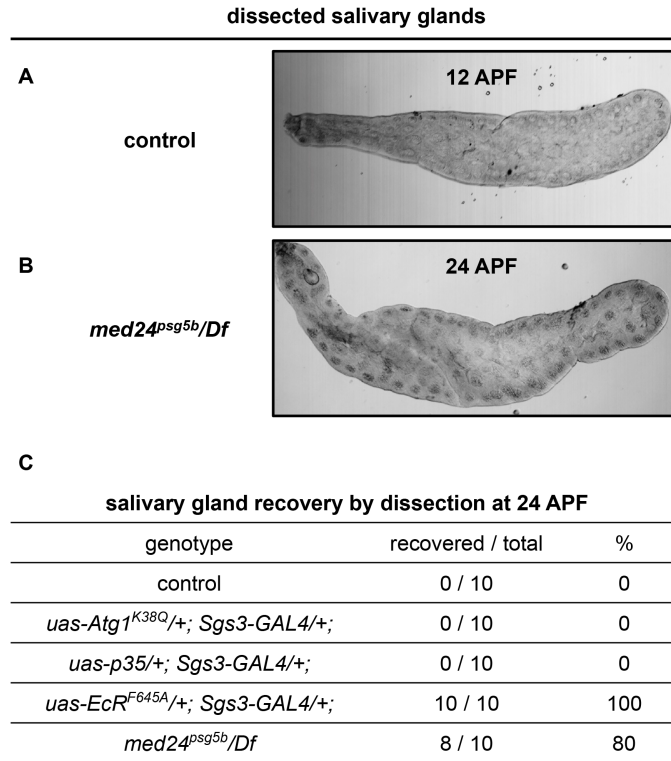 dissected salivary glands
A
12 APF
control
B
24 APF
med24psg5b/Df
C
salivary gland recovery by dissection at 24 APF
genotype recovered / total %
control 0 / 10 0
uas-Atg1K38Q/+; Sgs3-GAL4/+; 0 / 10 0
uas-p35/+; Sgs3-GAL4/+; 0 / 10 0
uas-EcRF645A/+; Sgs3-GAL4/+; 10 / 10 100
med24psg5b/Df 8 / 10 80